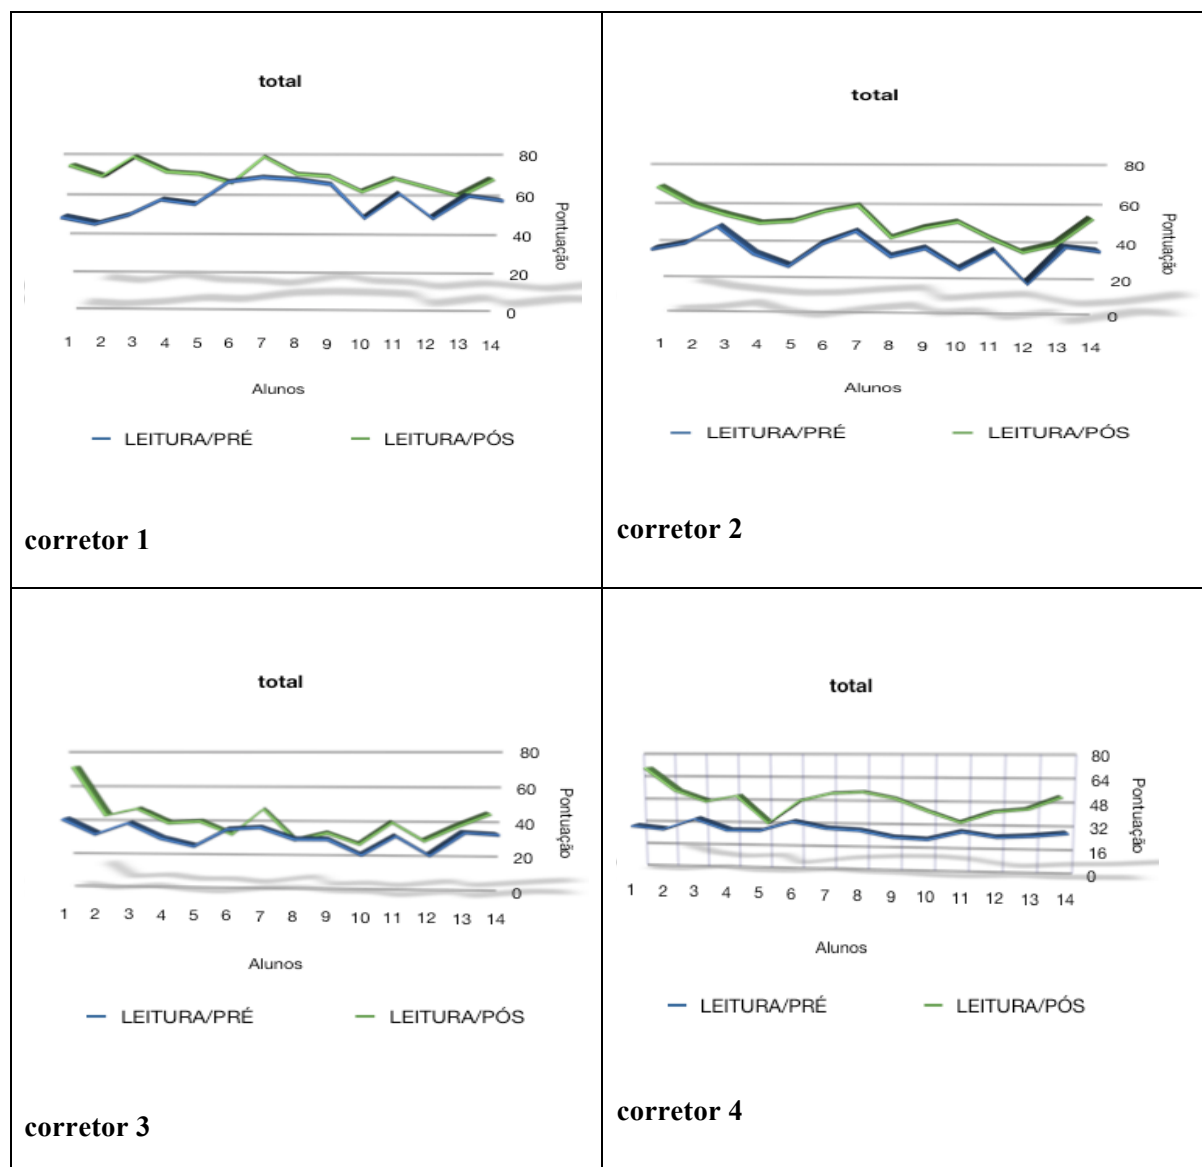 total
80
60
40
20
0
Pontuação
1 2 3 4 5 6 7 8 9 10 11 12 13 14
Alunos
LEITURA/PRÉ LEITURA/PÓS
corretor 1
total
80
60
40
20
0
Pontuação
1 2 3 4 5 6 7 8 9 10 11 12 13 14
Alunos
LEITURA/PRÉ LEITURA/PÓS
corretor 2
total
80
60
40
20
0
Pontuação
1 2 3 4 5 6 7 8 9 10 11 12 13 14
Alunos
LEITURA/PRÉ LEITURA/PÓS
corretor 3
total
80
64
48
32
16
0
Pontuação
1 2 3 4 5 6 7 8 9 10 11 12 13 14
Alunos
LEITURA/PRÉ LEITURA/PÓS
corretor 4